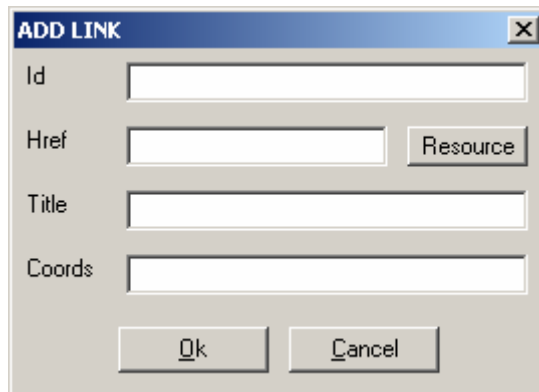 ADD LINK
Id
Href Resource
Title
Coords
Ok Cancel